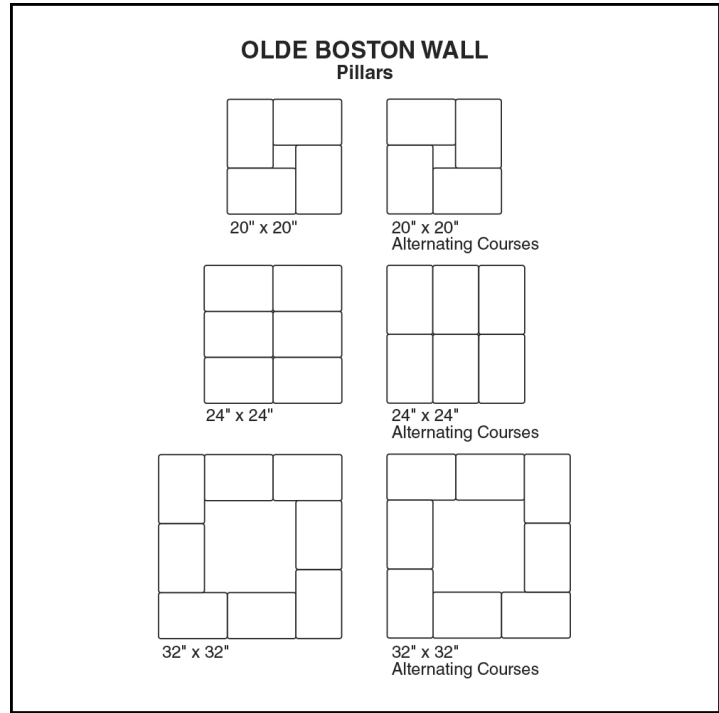 OLDE BOSTON WALL
Pillars
20" x 20"
20" x 20"
Alternating Courses
24" x 24"
24" x 24"
Alternating Courses
32" x 32"
32" x 32"
Alternating Courses